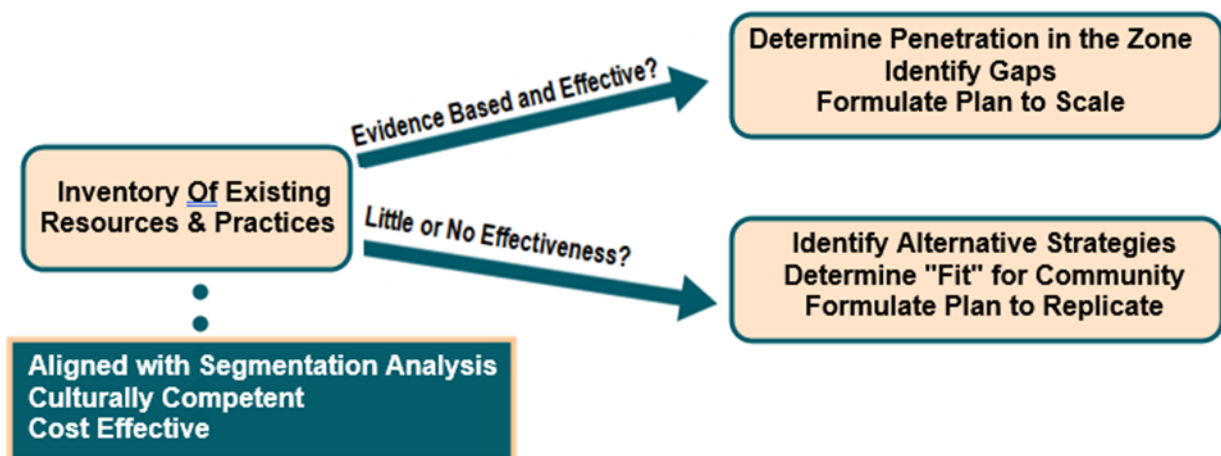 Evidence Based and Effective?
Determine Penetration in the Zone
Identify Gaps
Formulate Plan to Scale
Inventory Of Existing
Resources & Practices
Little or No Effectiveness?
Identify Alternative Strategies
Determine "Fit" for Community
Formulate Plan to Replicate
Aligned with Segmentation Analysis
Culturally Competent
Cost Effective